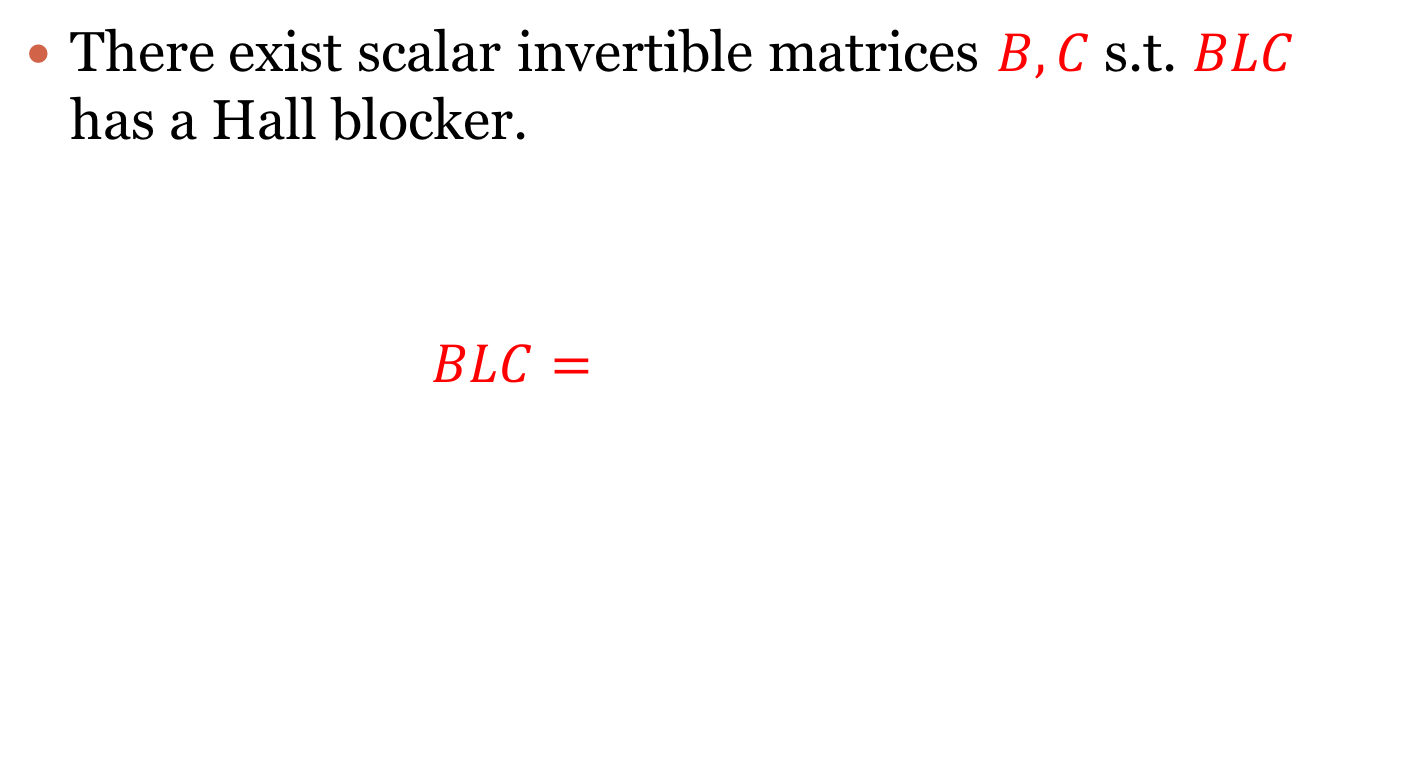 • There exist scalar invertible matrices B, C s.t. BLC
has a Hall blocker.
BLC =